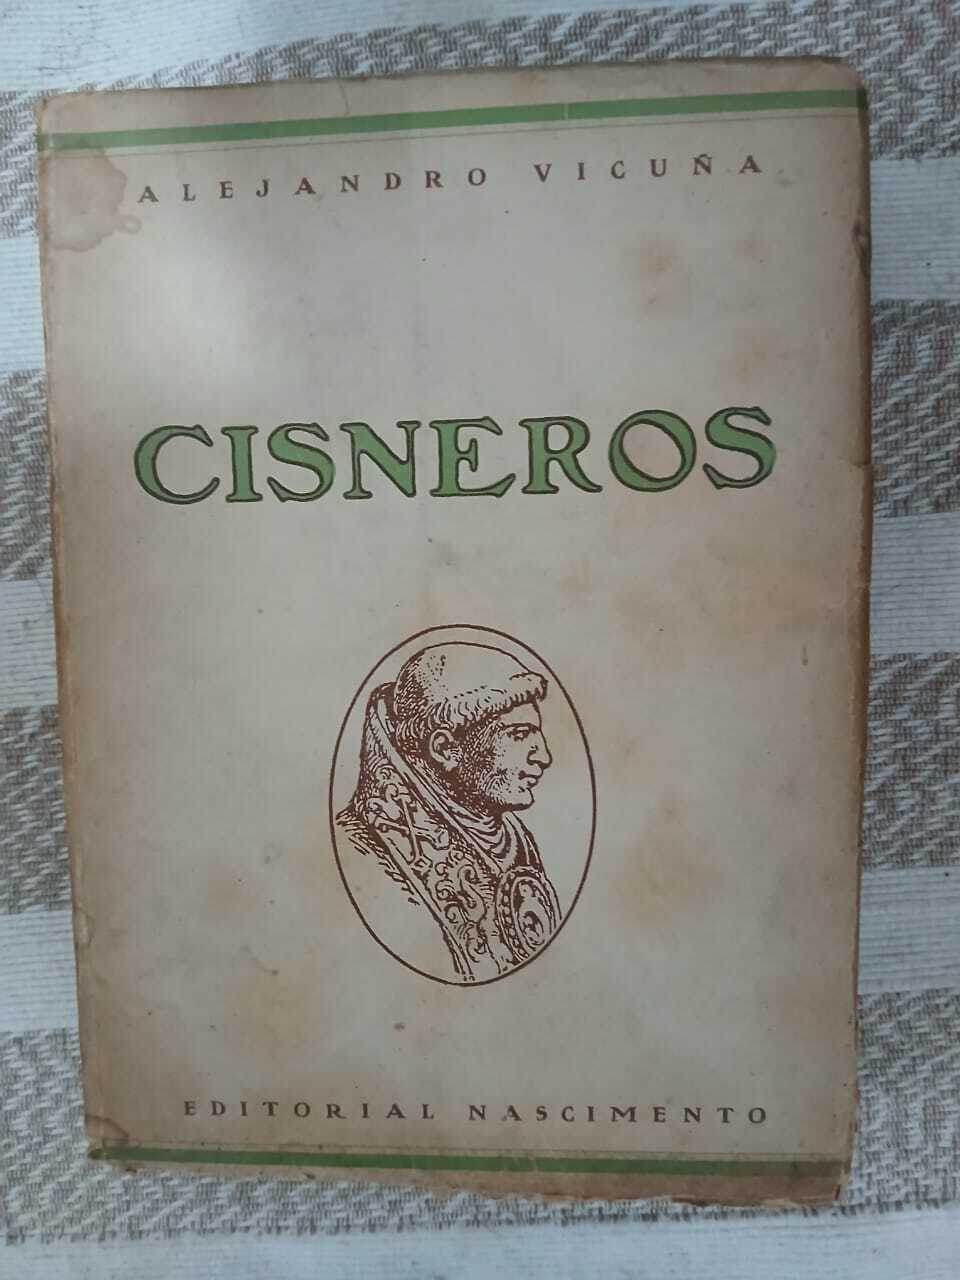 ALEJANDRO VICUÑA
CISNEROS
EDITORIAL NASCIMENTO